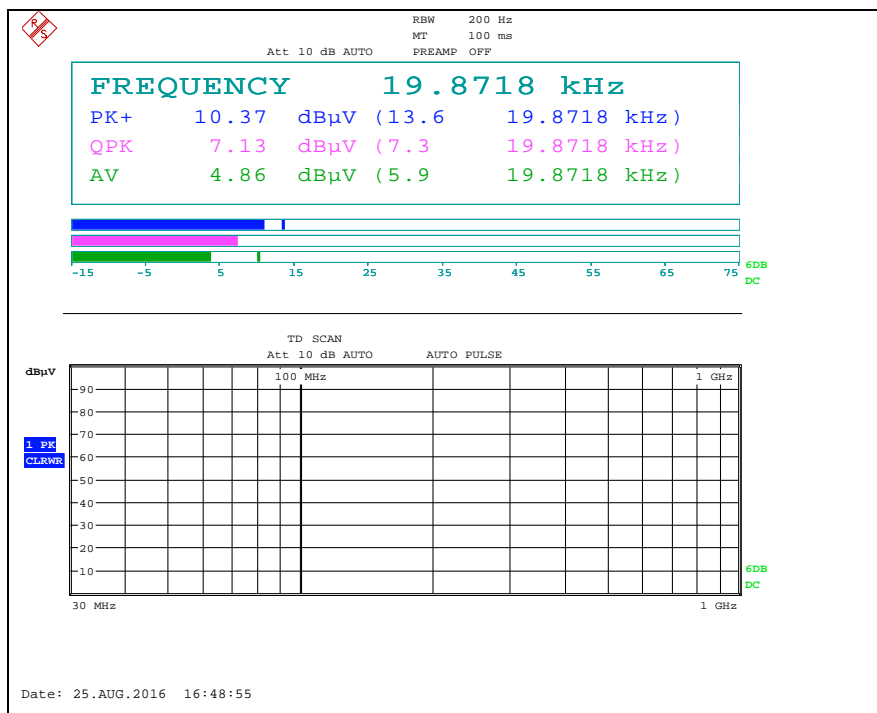 R S
RBW 200 Hz
MT 100 ms
Att 10 dB AUTO PREAMP OFF
FREQUENCY 19.8718 kHz
PK+ 10.37 dBµV (13.6 19.8718 kHz)
QPK 7.13 dBµV (7.3 19.8718 kHz)
AV 4.86 dBµV (5.9 19.8718 kHz)
-15 -5 5 15 25 35 45 55 65 75
6DB
DC
TD SCAN
Att 10 dB AUTO AUTO PULSE
dBµV
100 MHz 1 GHz
90
80
70
1 PK
CLRWR
60
50
40
30
20
10
6DB
DC
30 MHz 1 GHz
Date: 25.AUG.2016 16:48:55